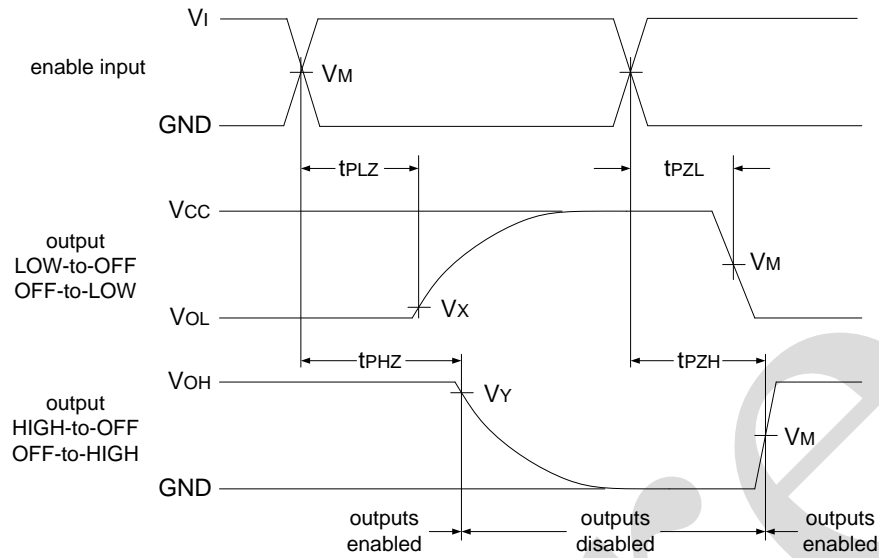 VI
enable input
VM
GND
tPLZ
tPZL
VCC
output
LOW-to-OFF
OFF-to-LOW
VM
VX
VOL
tPHZ
tPZH
VOH
output
HIGH-to-OFF
OFF-to-HIGH
VY
VM
GND
outputs
enabled
outputs
disabled
outputs
enabled